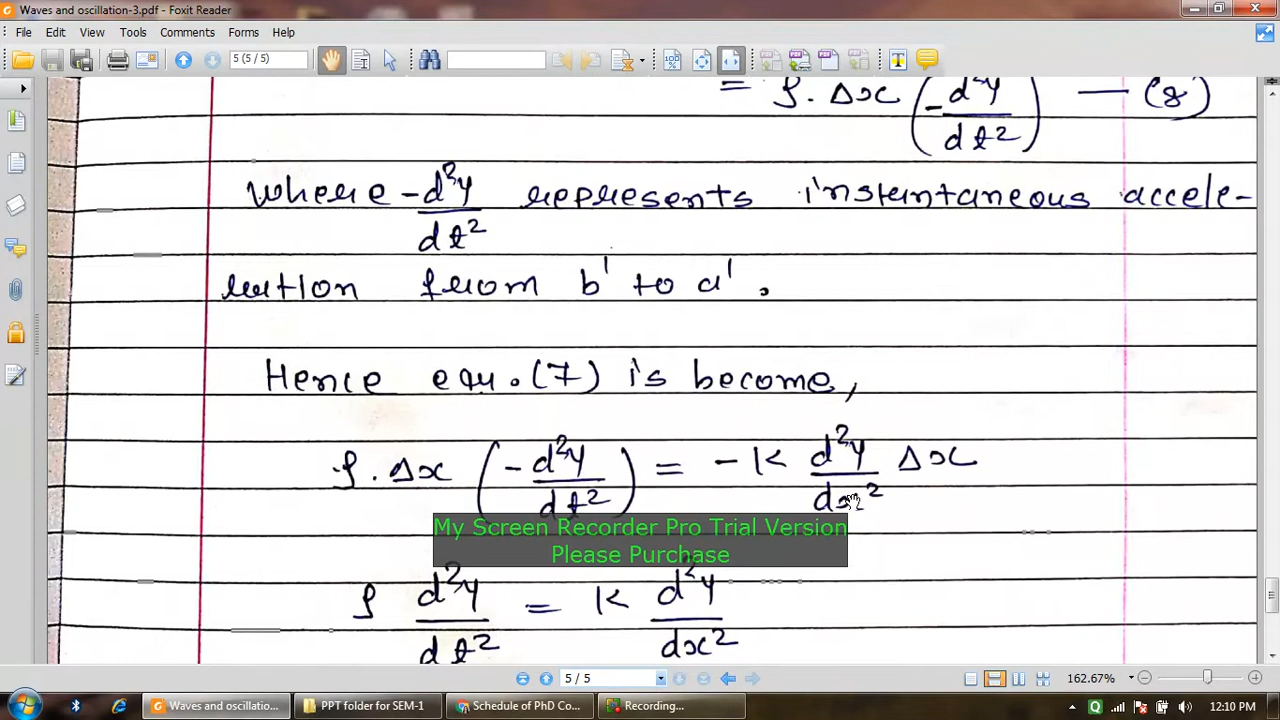 Waves and oscillation-3.pdf - Foxit Reader
File Edit View Tools Comments Forms Help
5 (5 / 5)
= ρ. Δx (-d²y/dt²) — (8)
Where -d²y/dt² represents instantaneous accele-
ration from b' to a'.
Hence equ.(7) is become,
ρ. Δx (-d²y/dt²) = -K d²y/dx² Δx
My Screen Recorder Pro Trial Version
Please Purchase
ρ d²y/dt² = K d²y/dx²
5 / 5
162.67%
Waves and oscillatio...
PPT folder for SEM-1
Schedule of PhD Co...
Recording...
12:10 PM